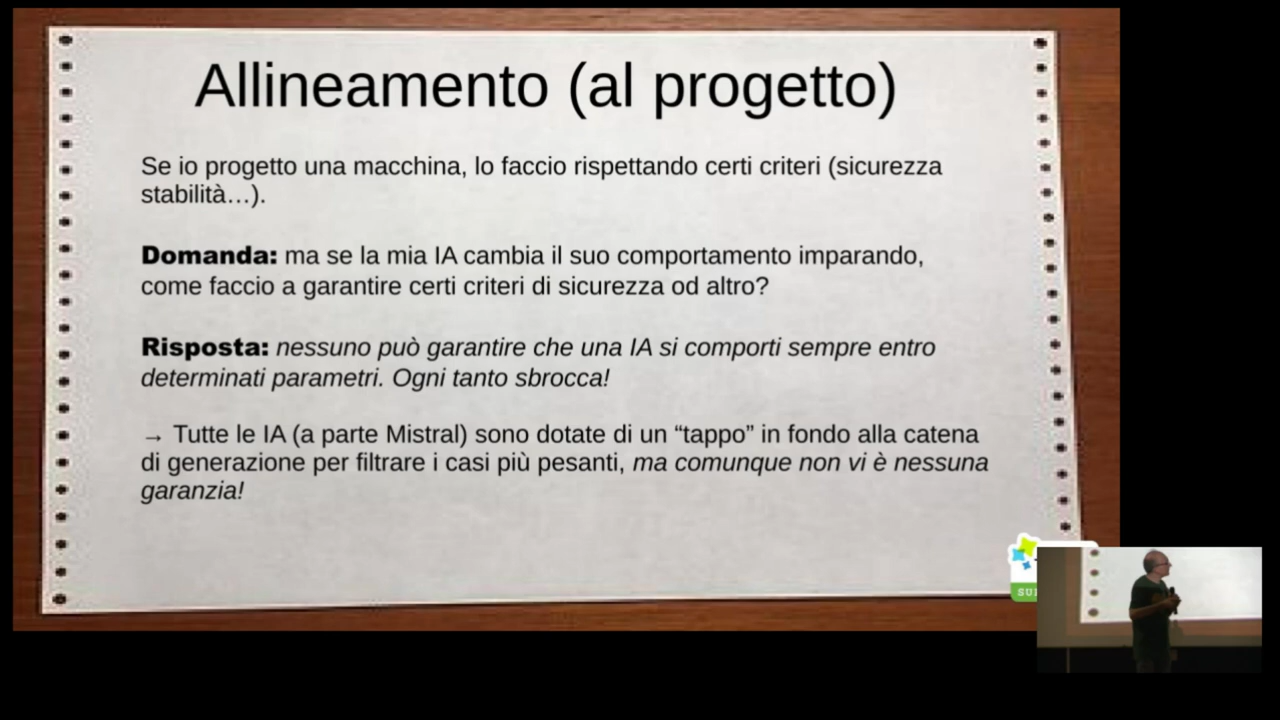 Allineamento (al progetto)
Se io progetto una macchina, lo faccio rispettando certi criteri (sicurezza
stabilità…).
Domanda: ma se la mia IA cambia il suo comportamento imparando,
come faccio a garantire certi criteri di sicurezza od altro?
Risposta: nessuno può garantire che una IA si comporti sempre entro
determinati parametri. Ogni tanto sbrocca!
→ Tutte le IA (a parte Mistral) sono dotate di un “tappo” in fondo alla catena
di generazione per filtrare i casi più pesanti, ma comunque non vi è nessuna
garanzia!